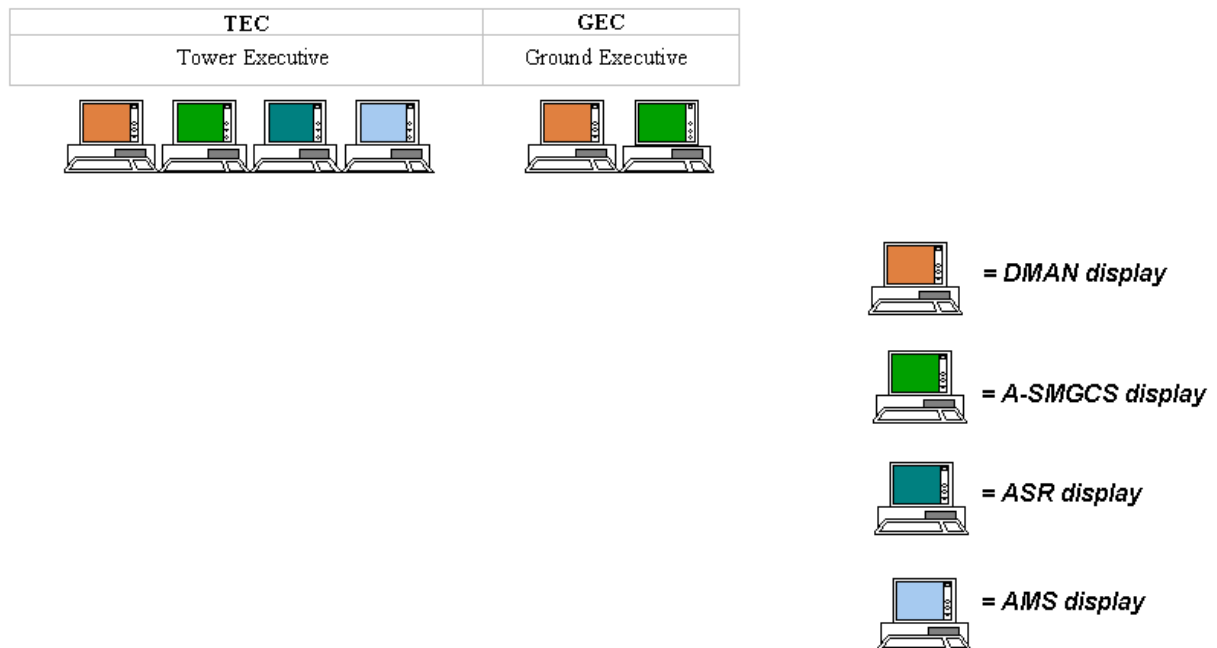 TEC GEC
Tower Executive Ground Executive
= DMAN display
= A-SMGCS display
= ASR display
= AMS display